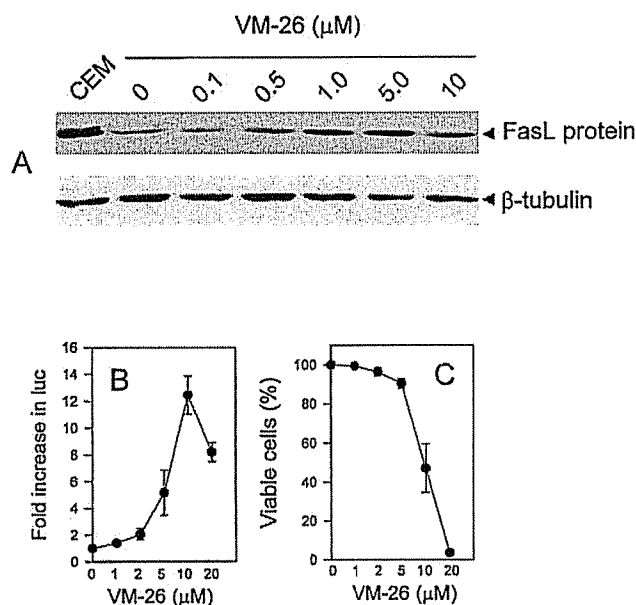 VM-26 (μM)
CEM 0 0.1 0.5 1.0 5.0 10
FasL protein
A
β-tubulin
B
Fold increase in luc
16
14
12
10
8
6
4
2
0
0 1 2 5 10 20
VM-26 (μM)
C
Viable cells (%)
100
80
60
40
20
0
0 1 2 5 10 20
VM-26 (μM)